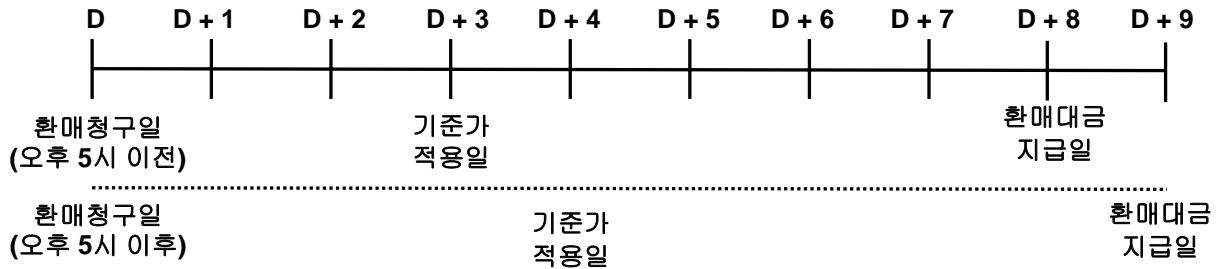 D D + 1 D + 2 D + 3 D + 4 D + 5 D + 6 D + 7 D + 8 D + 9
환매청구일
(오후 5시 이전)
기준가
적용일
환매대금
지급일
환매청구일
(오후 5시 이후)
기준가
적용일
환매대금
지급일